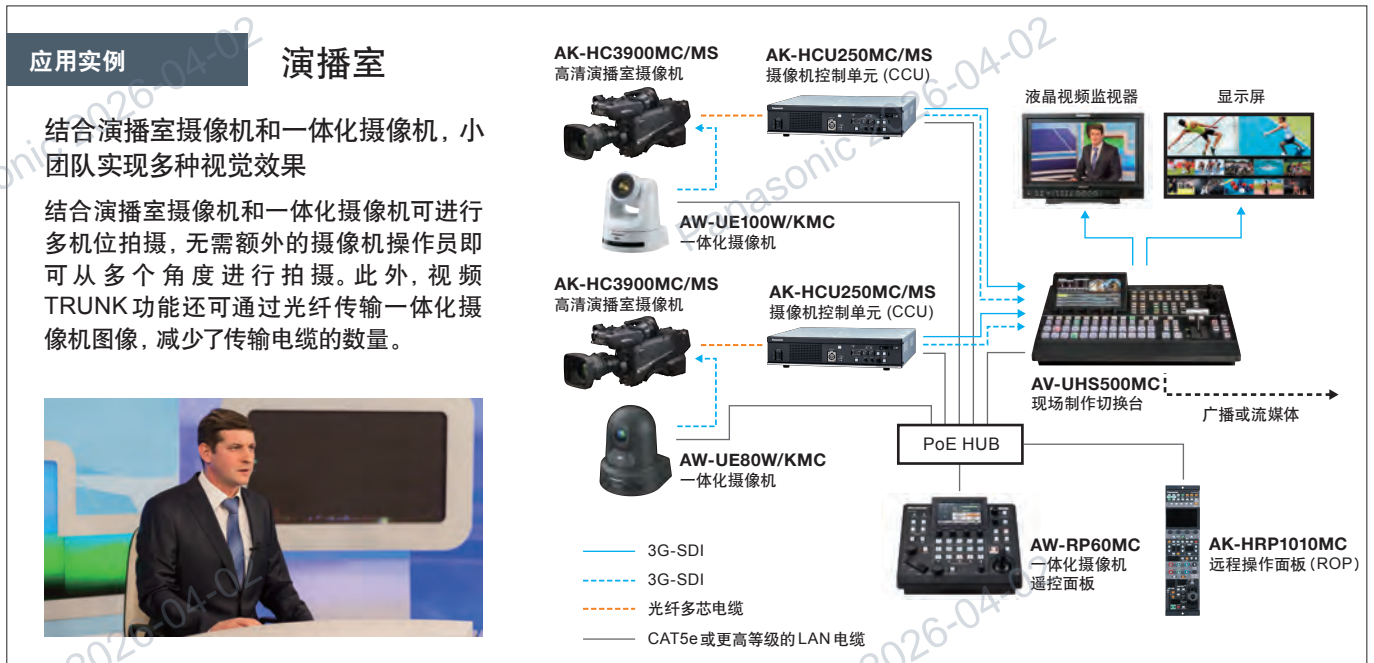 应用实例
演播室
结合演播室摄像机和一体化摄像机，小
团队实现多种视觉效果
结合演播室摄像机和一体化摄像机可进行
多机位拍摄，无需额外的摄像机操作员即
可从多个角度进行拍摄。此外，视频
TRUNK功能还可通过光纤传输一体化摄
像机图像，减少了传输电缆的数量。
AK-HC3900MC/MS
高清演播室摄像机
AK-HCU250MC/MS
摄像机控制单元 (CCU)
液晶视频监视器
显示屏
AW-UE100W/KMC
一体化摄像机
AK-HC3900MC/MS
高清演播室摄像机
AK-HCU250MC/MS
摄像机控制单元 (CCU)
AV-UHS500MC
现场制作切换台
广播或流媒体
AW-UE80W/KMC
一体化摄像机
PoE HUB
AW-RP60MC
一体化摄像机
遥控面板
AK-HRP1010MC
远程操作面板 (ROP)
3G-SDI
3G-SDI
光纤多芯电缆
CAT5e或更高等级的LAN电缆
Panasonic 2026-04-02